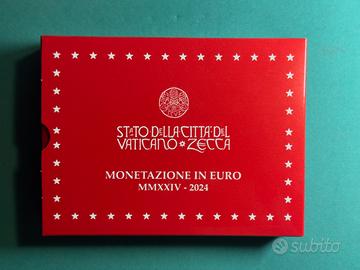 STATO·DELLA·CITTÀ·DEL
VATICANO·ZECCA
MONETAZIONE IN EURO
MMXXIV - 2024
subito